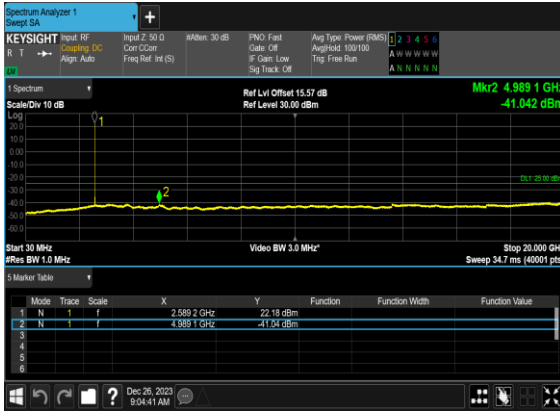 Spectrum Analyzer 1
Swept SA
+
KEYSIGHT Input: RF Input Z: 50 Ω #Atten: 30 dB PNO: Fast Avg Type: Power (RMS) 1 2 3 4 5 6
R T Coupling: DC Corr CCorr Gate: Off Avg|Hold: 100/100 A W W W W W
Align: Auto Freq Ref: Int (S) IF Gain: Low Trig: Free Run
Sig Track: Off A N N N N N
1 Spectrum
Ref Lvl Offset 15.57 dB Mkr2 4.989 1 GHz
Scale/Div 10 dB Ref Level 30.00 dBm -41.042 dBm
Log
20.0
10.0
0.00
-10.0
-20.0
-30.0
-40.0
-50.0
-60.0
1
2
DL1 -25.00 dBm
Start 30 MHz Video BW 3.0 MHz* Stop 20.000 GHz
#Res BW 1.0 MHz Sweep 34.7 ms (40001 pts)
5 Marker Table
Mode Trace Scale X Y Function Function Width Function Value
1 N 1 f 2.589 2 GHz 22.18 dBm
2 N 1 f 4.989 1 GHz -41.04 dBm
3
4
5
6
? Dec 26, 2023
9:04:41 AM